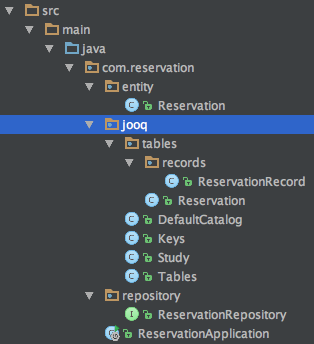 src
main
java
com.reservation
entity
Reservation
jooq
tables
records
ReservationRecord
Reservation
DefaultCatalog
Keys
Study
Tables
repository
ReservationRepository
ReservationApplication